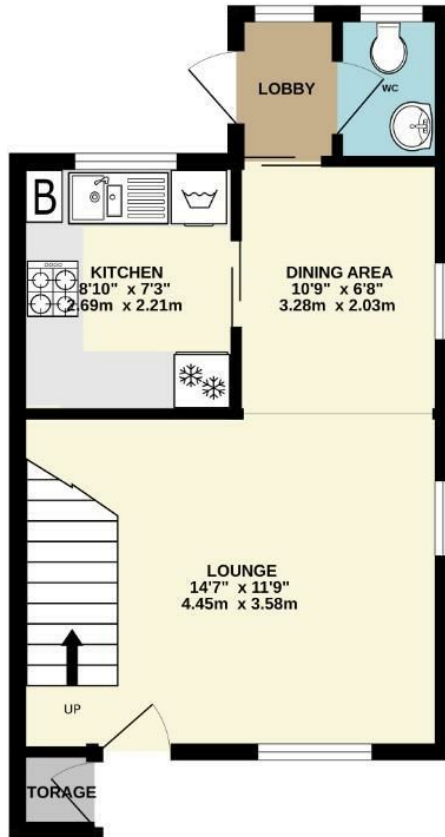 LOBBY
WC
B
KITCHEN
8'10" x 7'3"
2.69m x 2.21m
DINING AREA
10'9" x 6'8"
3.28m x 2.03m
LOUNGE
14'7" x 11'9"
4.45m x 3.58m
UP
TORAGE